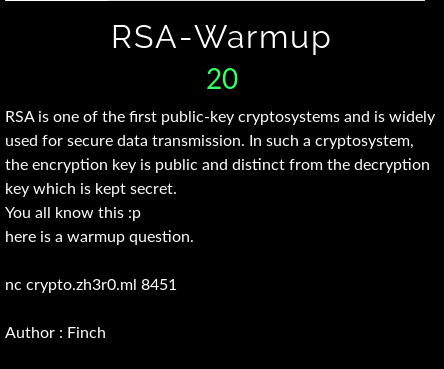 RSA-Warmup
20
RSA is one of the first public-key cryptosystems and is widely
used for secure data transmission. In such a cryptosystem,
the encryption key is public and distinct from the decryption
key which is kept secret.
You all know this :p
here is a warmup question.
nc crypto.zh3r0.ml 8451
Author : Finch